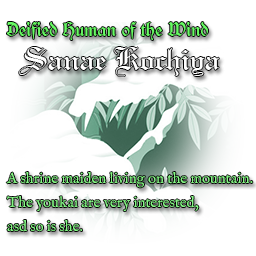 Deified Human of the Wind
Sanae Kochiya
A shrine maiden living on the mountain.
The youkai are very interested,
asd so is she.